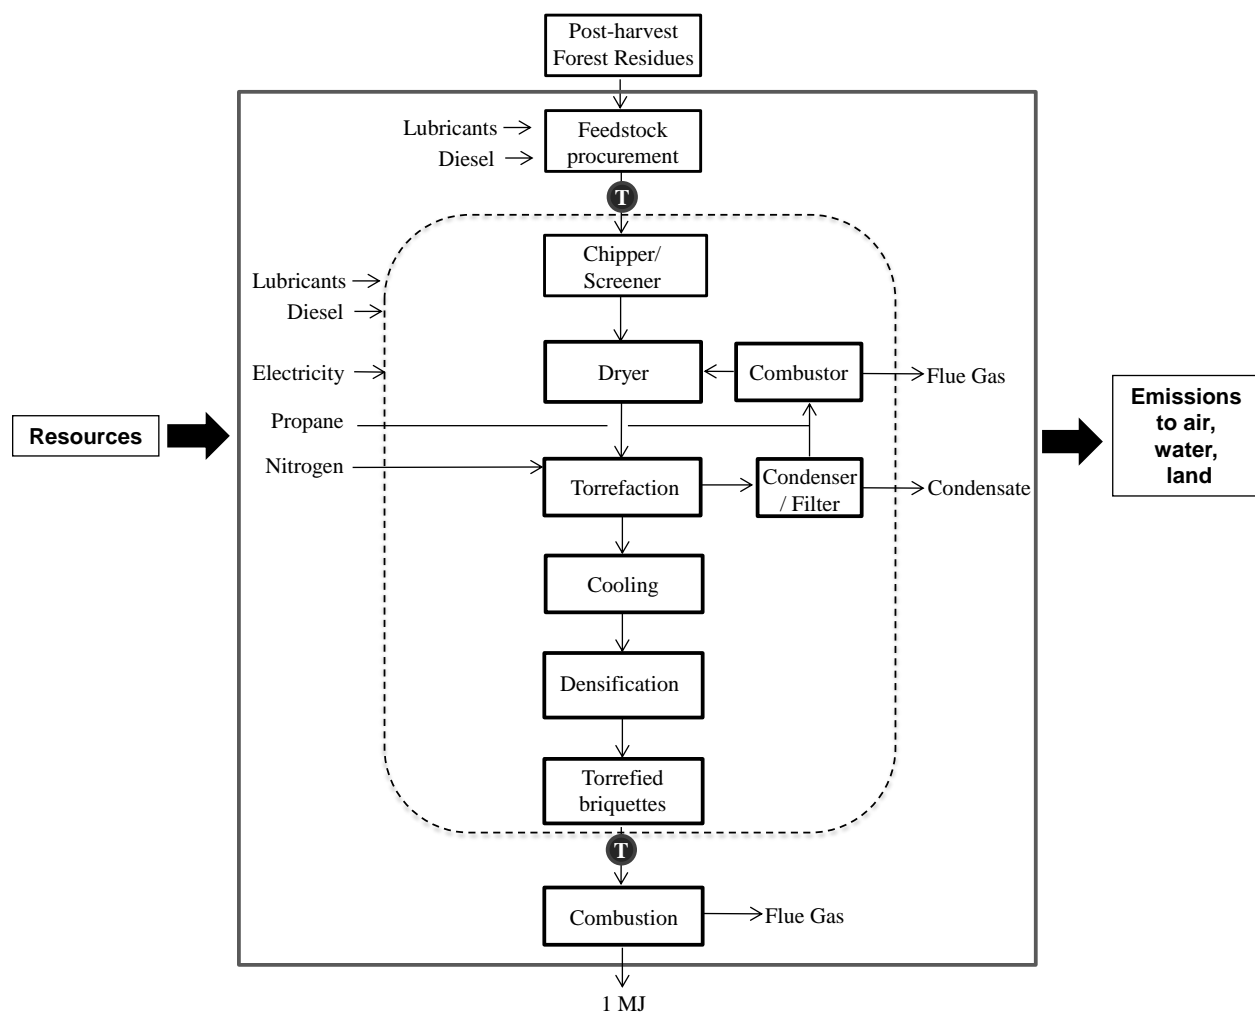 Post-harvest
Forest Residues
Lubricants
Diesel
Feedstock
procurement
T
Chipper/
Screener
Lubricants
Diesel
Electricity
Dryer
Combustor
Flue Gas
Propane
Nitrogen
Torrefaction
Condenser
/ Filter
Condensate
Resources
Emissions
to air,
water,
land
Cooling
Densification
Torrefied
briquettes
T
Combustion
Flue Gas
1 MJ